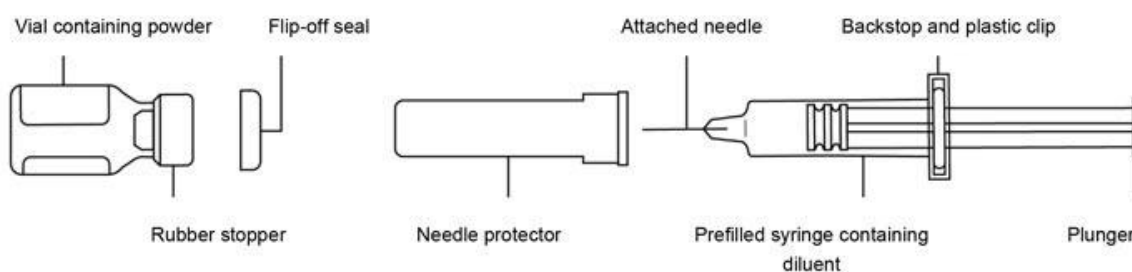 Vial containing powder
Flip-off seal
Attached needle
Backstop and plastic clip
Rubber stopper
Needle protector
Prefilled syringe containing
diluent
Plunger